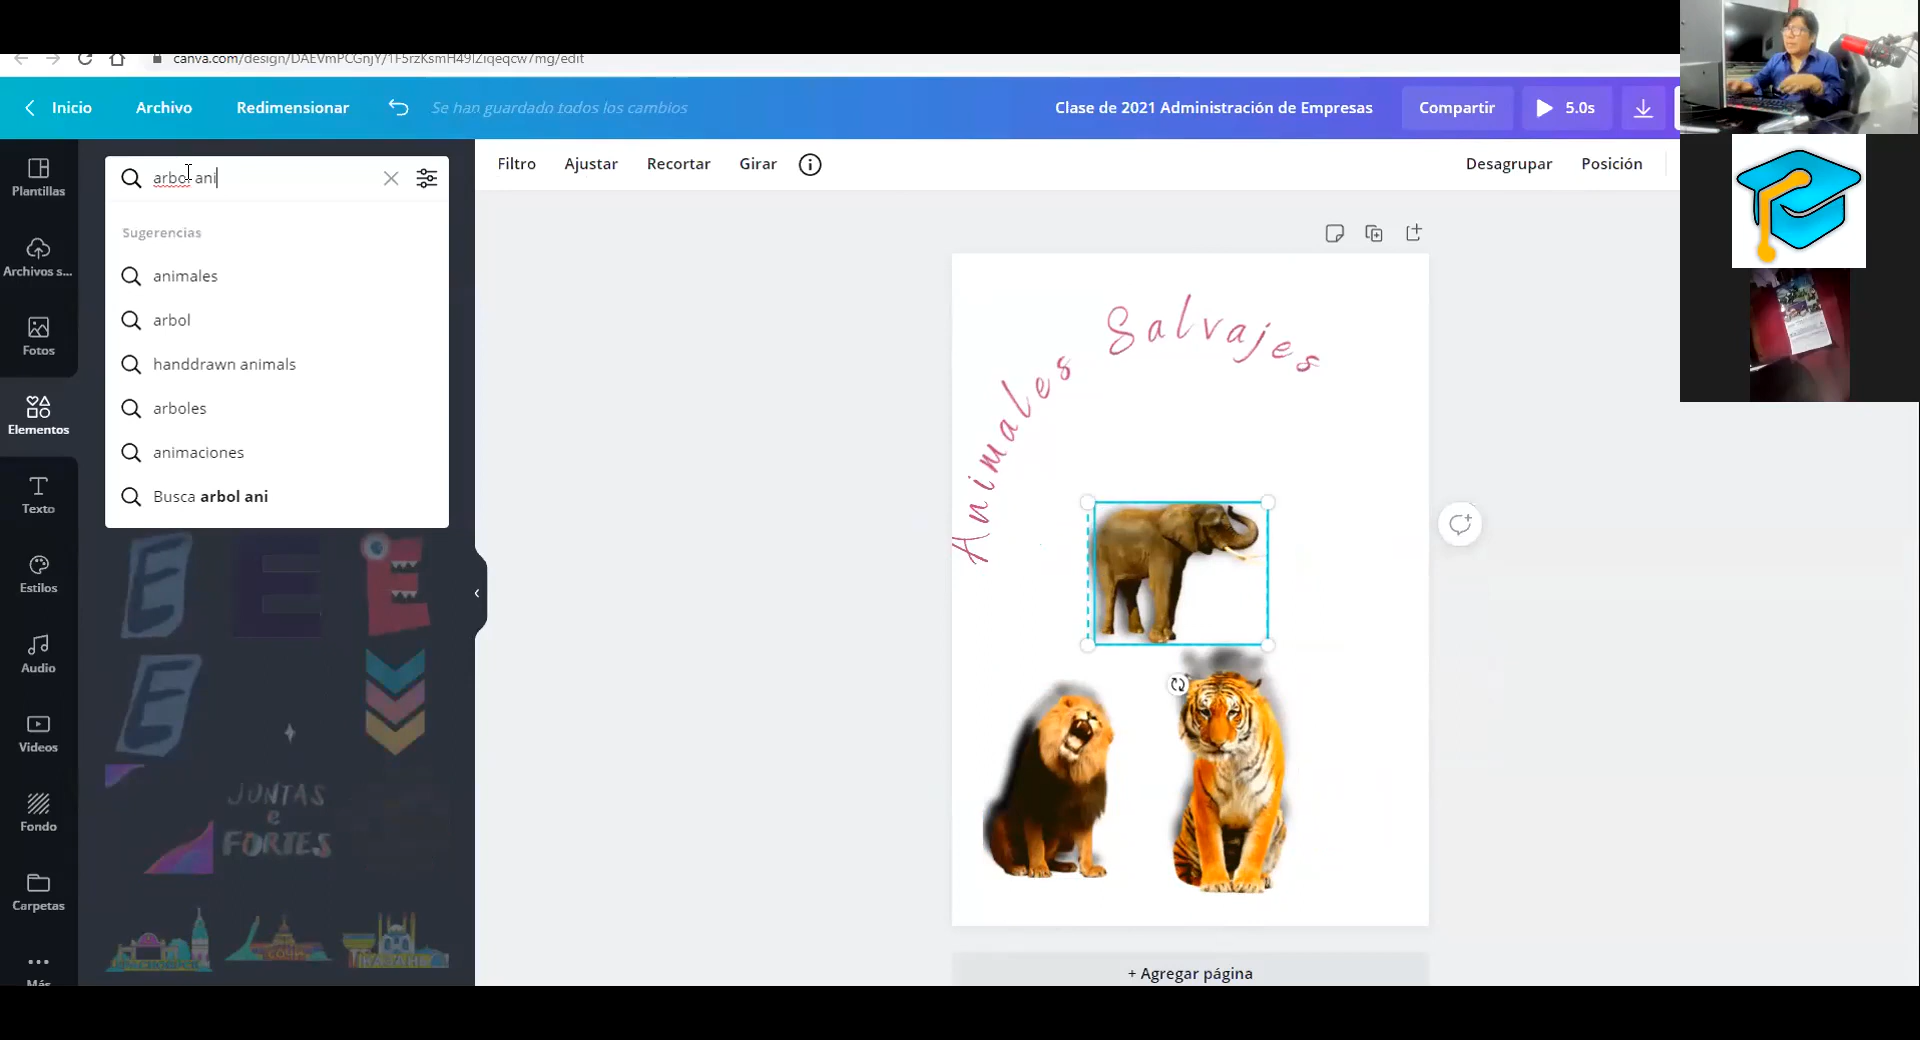 canva.com/design/DAEVmPCGnjY/1F5rzKsmH49IZiqeqcw7mg/edit
Inicio
Archivo
Redimensionar
Se han guardado todos los cambios
Clase de 2021 Administración de Empresas
Compartir
5.0s
Plantillas
Archivos s...
Fotos
Elementos
Texto
Estilos
Audio
Videos
Fondo
Carpetas
Más
arbol ani
Sugerencias
animales
arbol
handdrawn animals
arboles
animaciones
Busca arbol ani
E E E
E
JUNTAS
e
FORTES
Filtro
Ajustar
Recortar
Girar
Desagrupar
Posición
Animales Salvajes
+ Agregar página